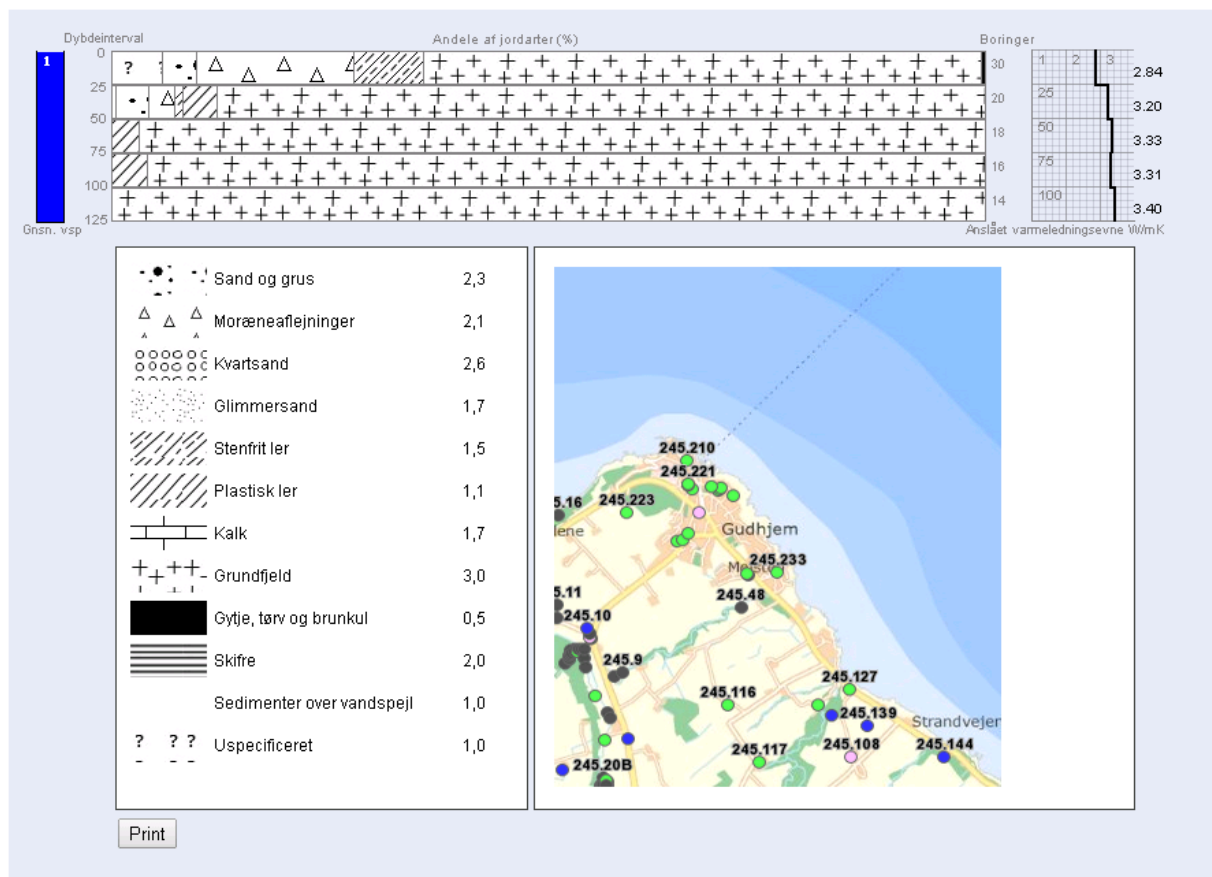 Dybdeinterval
Andele af jordarter (%)
Boringer
1
0
25
50
75
100
125
? ?
30
20
18
16
14
1 2 3
25
50
75
100
2.84
3.20
3.33
3.31
3.40
Gnsn. vsp
Anslået varmeledningsevne W/mK
Sand og grus 2,3
Moræneaflejninger 2,1
Kvartsand 2,6
Glimmersand 1,7
Stenfrit ler 1,5
Plastisk ler 1,1
Kalk 1,7
Grundfjeld 3,0
Gytje, tørv og brunkul 0,5
Skifre 2,0
Sedimenter over vandspejl 1,0
? ? ? Uspecificeret 1,0
245.210
245.221
5.16
245.223
lene
Gudhjem
245.233
5.11
245.48
245.10
245.9
245.127
245.116
245.139
Strandvejen
245.117
245.108
245.144
245.20B
Print